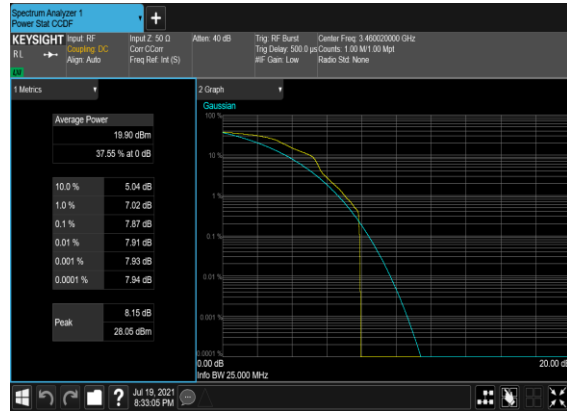 Spectrum Analyzer 1
Power Stat CCDF
+
KEYSIGHT
R L
Input: RF
Coupling: DC
Align: Auto
Input Z: 50 Ω
Corr CCorr
Freq Ref: Int (S)
Atten: 40 dB
Trig: RF Burst
Trig Delay: 500.0 µs
#IF Gain: Low
Center Freq: 3.460020000 GHz
Counts: 1.00 M/1.00 Mpt
Radio Std: None
1 Metrics
Average Power
19.90 dBm
37.55 % at 0 dB
10.0 % 5.04 dB
1.0 % 7.02 dB
0.1 % 7.87 dB
0.01 % 7.91 dB
0.001 % 7.93 dB
0.0001 % 7.94 dB
Peak
8.15 dB
28.05 dBm
2 Graph
Gaussian
100 %
10 %
1 %
0.1 %
0.01 %
0.001 %
0.0001 %
0.00 dB
20.00 dB
Info BW 25.000 MHz
?
Jul 19, 2021
8:33:05 PM